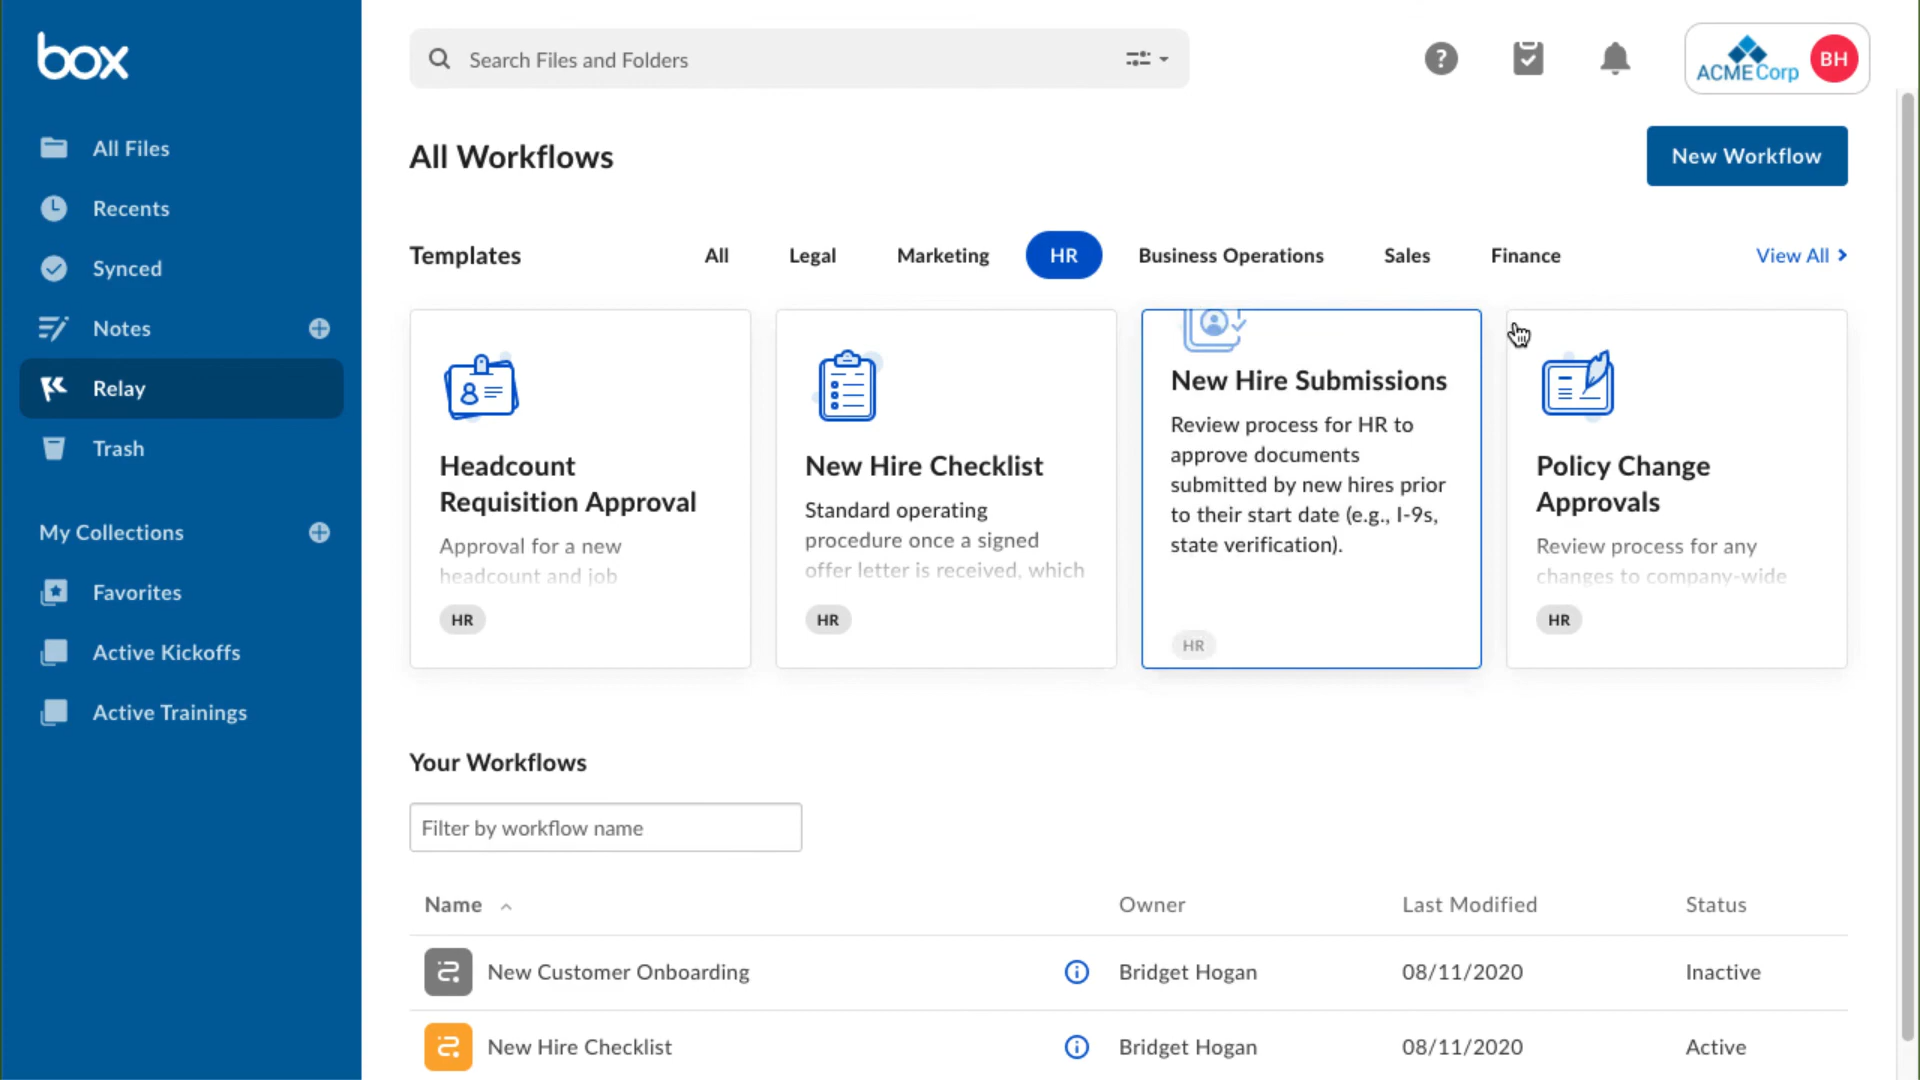 box
All Files
Recents
Synced
Notes
Relay
Trash
My Collections
Favorites
Active Kickoffs
Active Trainings
Search Files and Folders
?
ACME Corp
BH
All Workflows
New Workflow
Templates
All
Legal
Marketing
HR
Business Operations
Sales
Finance
View All
Headcount
Requisition Approval
Approval for a new
headcount and job
HR
New Hire Checklist
Standard operating
procedure once a signed
offer letter is received, which
HR
New Hire Submissions
Review process for HR to
approve documents
submitted by new hires prior
to their start date (e.g., I-9s,
state verification).
HR
Policy Change
Approvals
Review process for any
changes to company-wide
HR
Your Workflows
Filter by workflow name
Name Owner Last Modified Status
New Customer Onboarding Bridget Hogan 08/11/2020 Inactive
New Hire Checklist Bridget Hogan 08/11/2020 Active